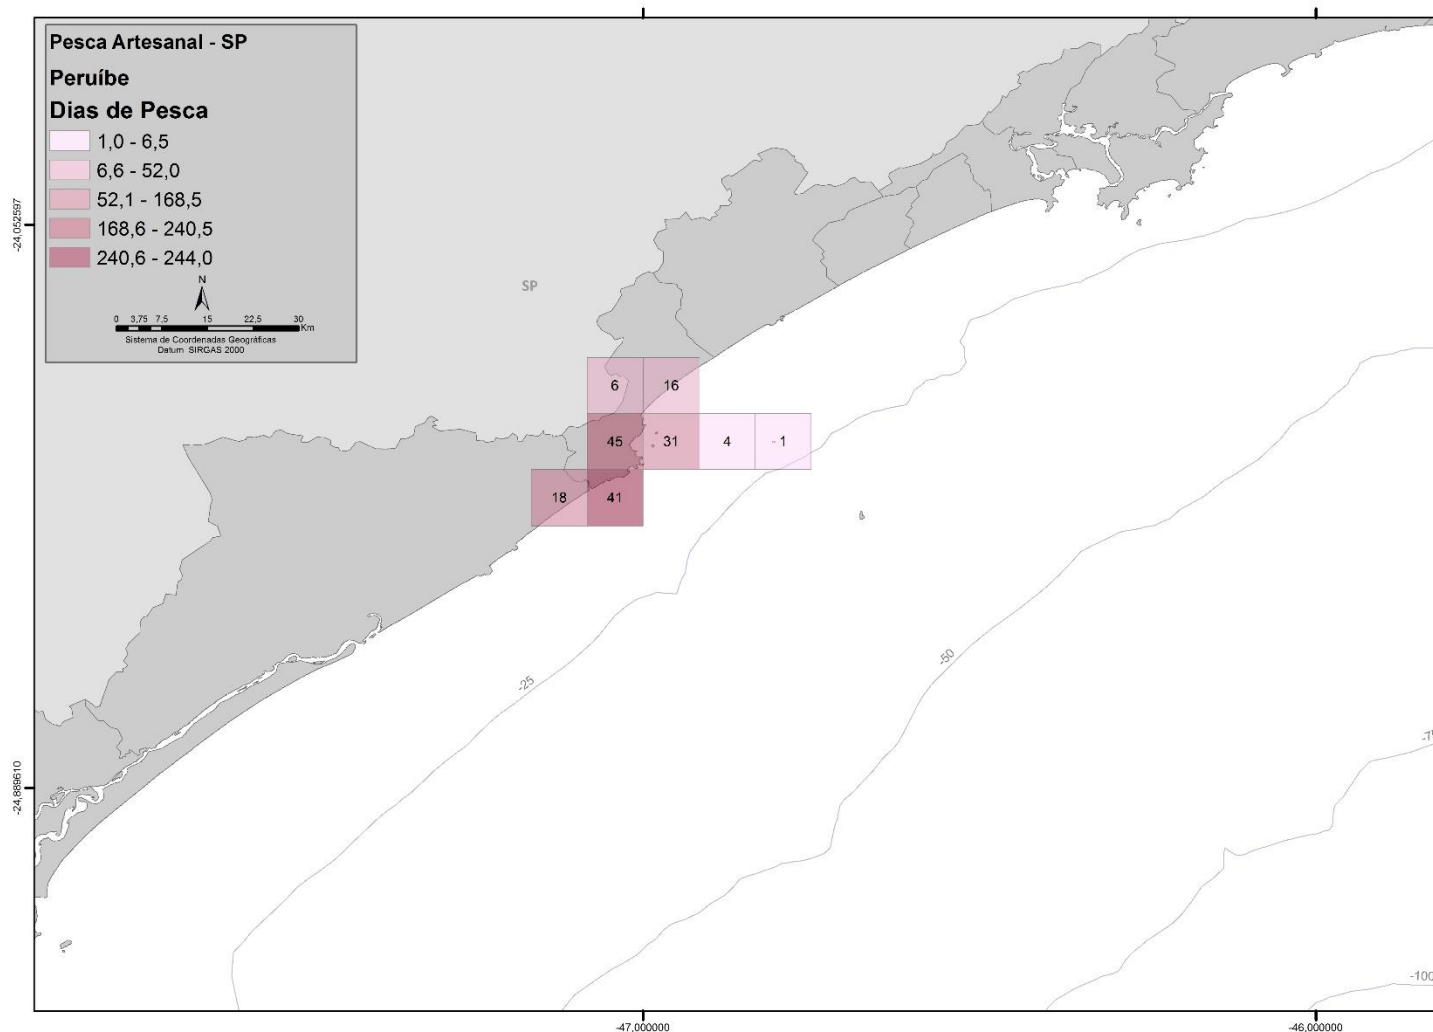 Pesca Artesanal - SP
Peruíbe
Dias de Pesca
1,0 - 6,5
6,6 - 52,0
52,1 - 168,5
168,6 - 240,5
240,6 - 244,0
N
0 3,75 7,5 15 22,5 30
Km
Sistema de Coordenadas Geográficas
Datum SIRGAS 2000
-24,052597
SP
6 16
45 31 4 1
18 41
-25
-50
-75
-24,889610
-100
-47,000000 -46,000000